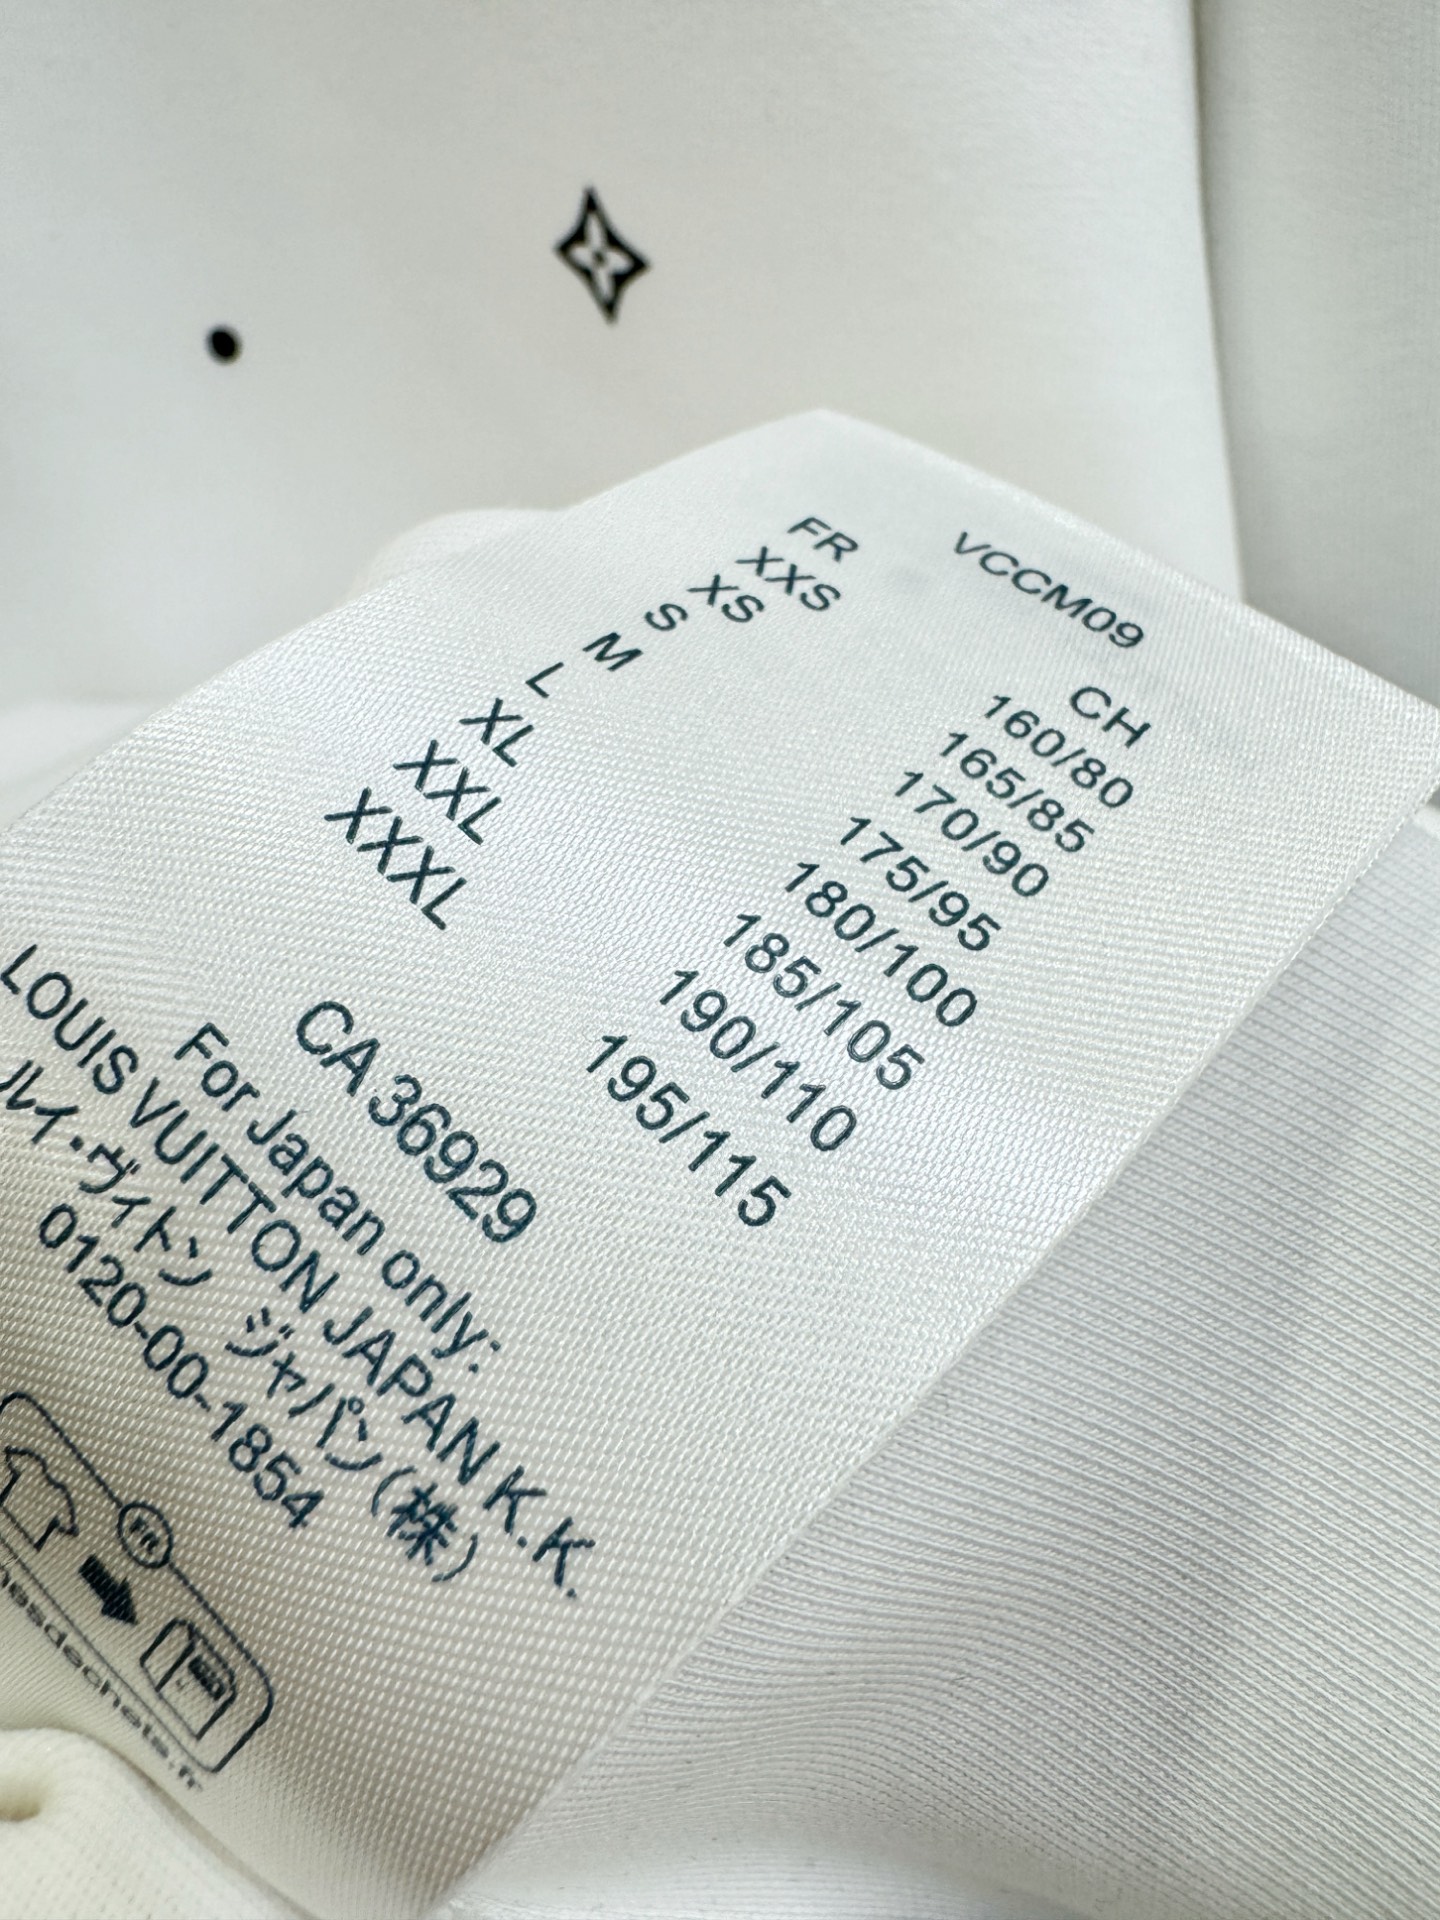 VCCM09
FR CH
XXS 160/80
XS 165/85
S 170/90
M 175/95
L 180/100
XL 185/105
XXL 190/110
XXXL 195/115
CA 36929
For Japan only:
LOUIS VUITTON JAPAN K.K.
ルイ・ヴィトン ジャパン(株)
0120-00-1854
FR